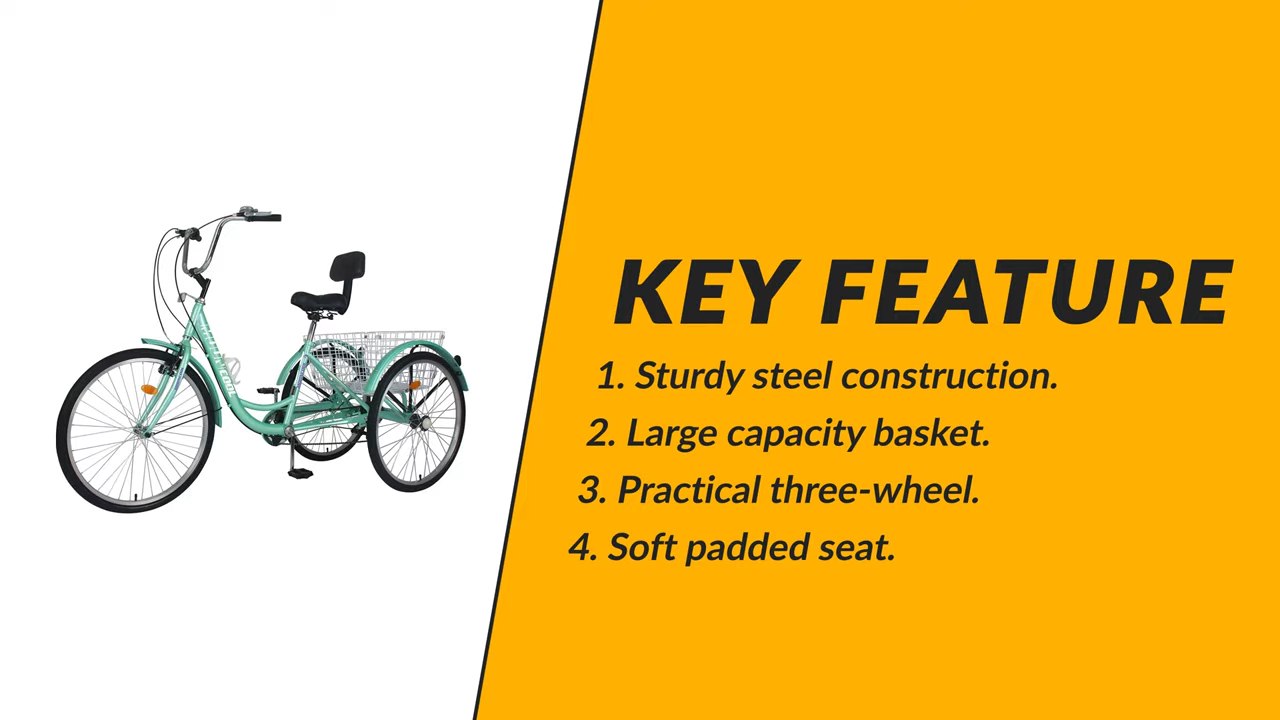 KEY FEATURE
1. Sturdy steel construction.
2. Large capacity basket.
3. Practical three-wheel.
4. Soft padded seat.